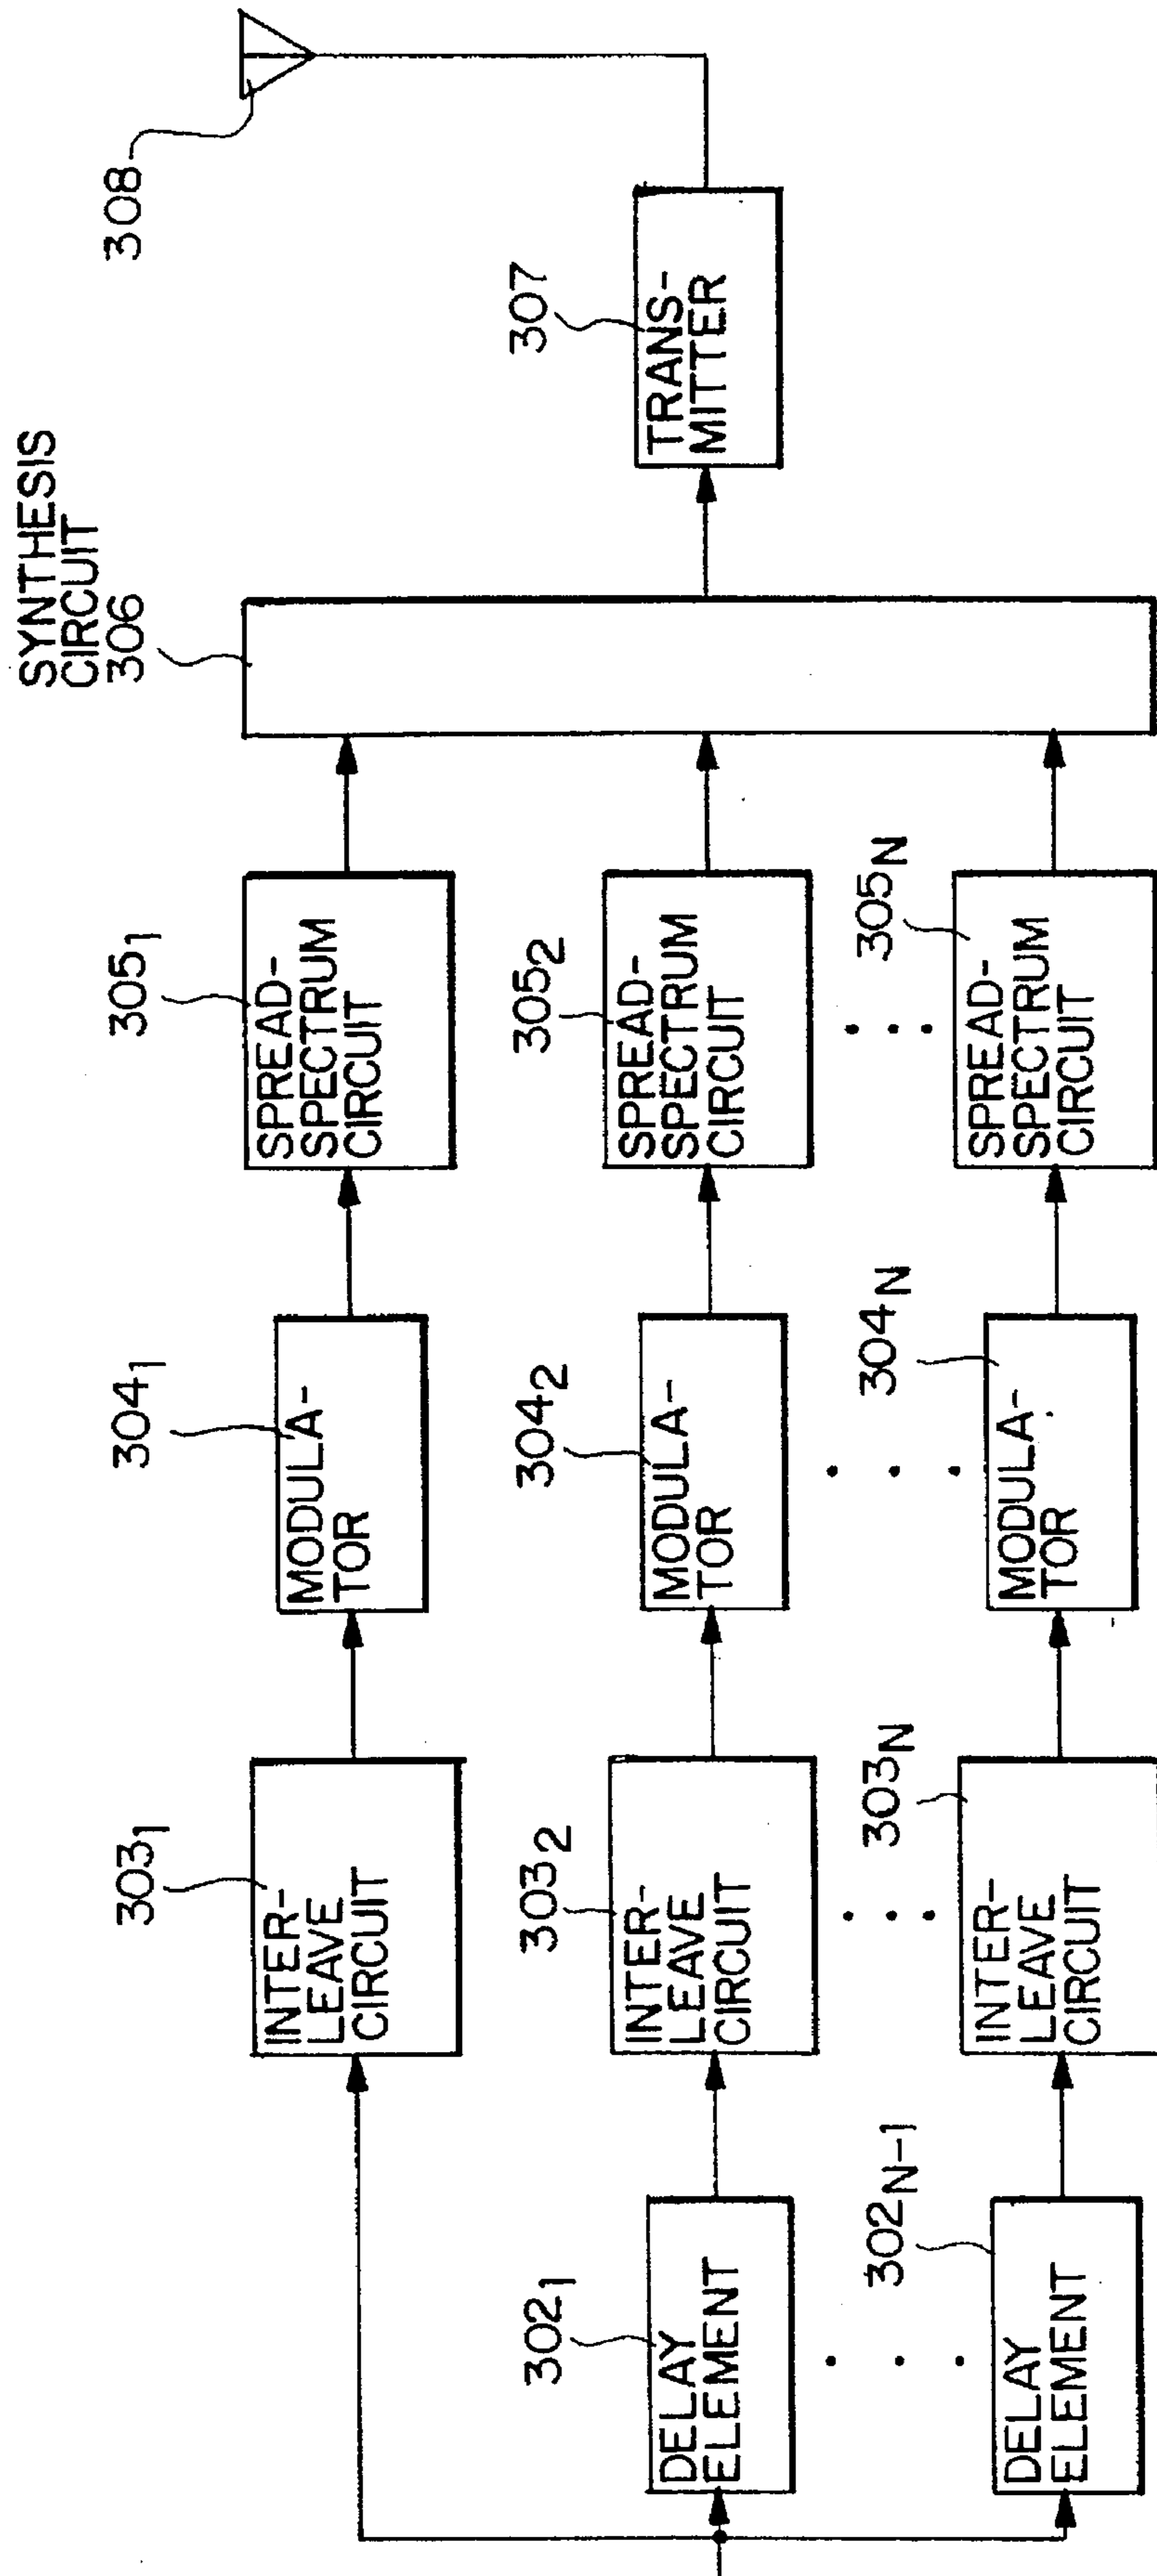 308
307
TRANS-
MITTER
SYNTHESIS
CIRCUIT
306
305₁
SPREAD-
SPECTRUM
CIRCUIT
305₂
SPREAD-
SPECTRUM
CIRCUIT
305N
SPREAD-
SPECTRUM
CIRCUIT
304₁
MODULA-
TOR
304₂
MODULA-
TOR
304N
MODULA-
TOR
303₁
INTER-
LEAVE
CIRCUIT
303₂
INTER-
LEAVE
CIRCUIT
303N
INTER-
LEAVE
CIRCUIT
302₁
DELAY
ELEMENT
302N-1
DELAY
ELEMENT